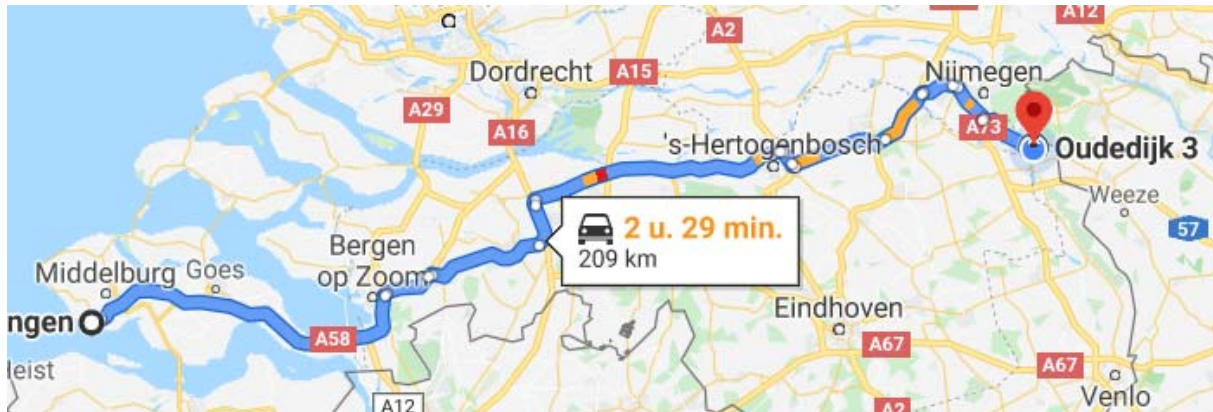 A2
A12
Dordrecht
A15
Nijmegen
A29
A16
A73
's-Hertogenbosch
Oudedijk 3
Weeze
57
2 u. 29 min.
209 km
Bergen
op Zoom
Middelburg
Goes
ngen
A58
Eindhoven
A67
A67
Heist
A12
A2
Venlo